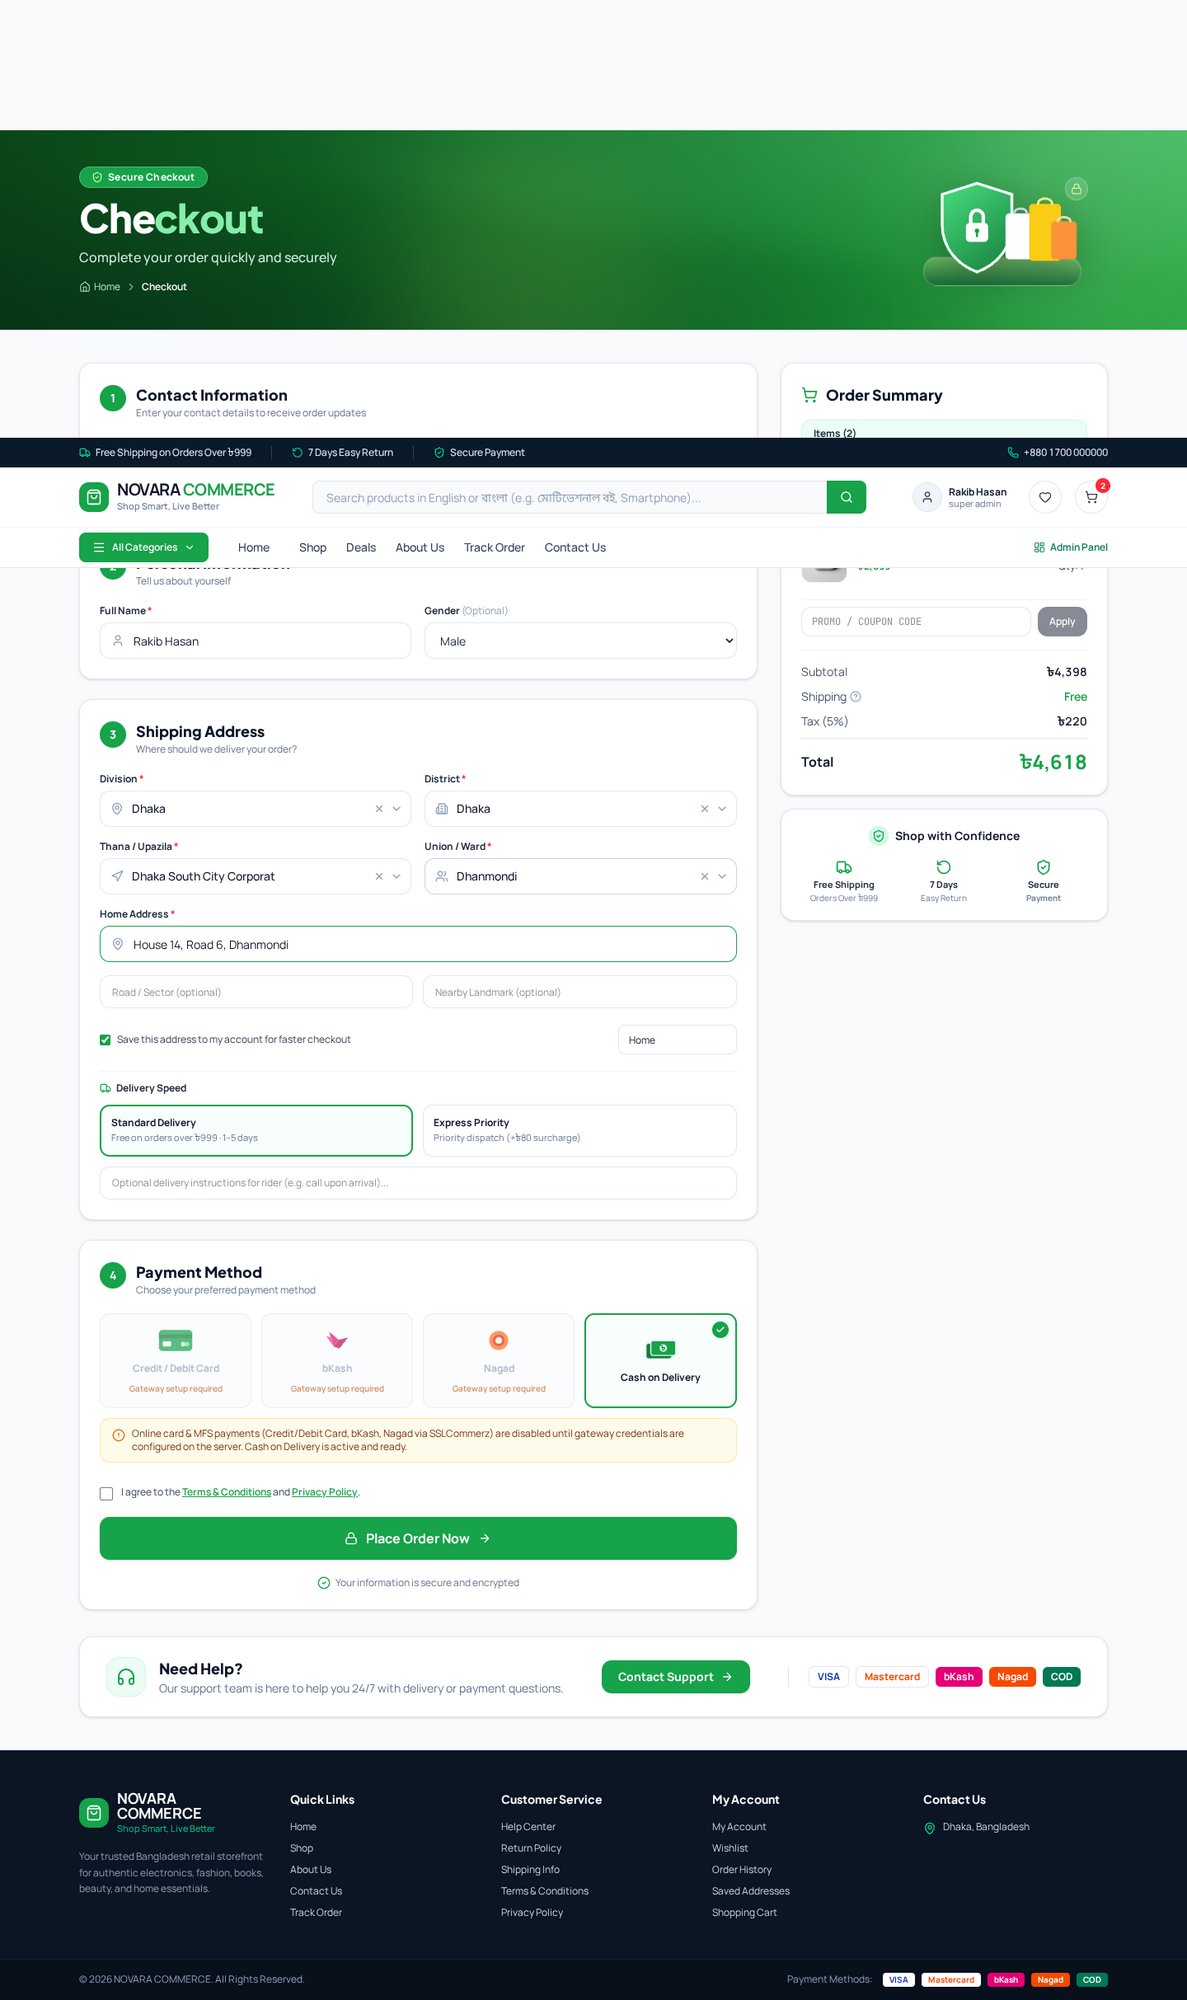 Secure Checkout
Checkout
Complete your order quickly and securely
Home > Checkout
1 Contact Information
Enter your contact details to receive order updates
Order Summary
Items (2)
Free Shipping on Orders Over ৳999
7 Days Easy Return
Secure Payment
+880 1700 000000
NOVARA COMMERCE
Shop Smart, Live Better
Search products in English or বাংলা (e.g. মোটিভেশনাল বই, Smartphone)...
Rakib Hasan
super admin
2
All Categories
Home
Shop
Deals
About Us
Track Order
Contact Us
Admin Panel
Tell us about yourself
Full Name *
Gender (Optional)
Rakib Hasan
Male
PROMO / COUPON CODE
Apply
Subtotal ৳4,398
Shipping Free
Tax (5%) ৳220
Total ৳4,618
3 Shipping Address
Where should we deliver your order?
Division *
District *
Dhaka
Dhaka
Thana / Upazila *
Union / Ward *
Dhaka South City Corporat
Dhanmondi
Home Address *
House 14, Road 6, Dhanmondi
Road / Sector (optional)
Nearby Landmark (optional)
Save this address to my account for faster checkout
Home
Delivery Speed
Standard Delivery
Free on orders over ৳999 · 1–5 days
Express Priority
Priority dispatch (+৳80 surcharge)
Optional delivery instructions for rider (e.g. call upon arrival)...
Shop with Confidence
Free Shipping
Orders Over ৳999
7 Days
Easy Return
Secure
Payment
4 Payment Method
Choose your preferred payment method
Credit / Debit Card
Gateway setup required
bKash
Gateway setup required
Nagad
Gateway setup required
Cash on Delivery
Online card & MFS payments (Credit/Debit Card, bKash, Nagad via SSLCommerz) are disabled until gateway credentials are
configured on the server. Cash on Delivery is active and ready.
I agree to the Terms & Conditions and Privacy Policy.
Place Order Now
Your information is secure and encrypted
Need Help?
Our support team is here to help you 24/7 with delivery or payment questions.
Contact Support
VISA
Mastercard
bKash
Nagad
COD
NOVARA
COMMERCE
Shop Smart, Live Better
Your trusted Bangladesh retail storefront
for authentic electronics, fashion, books,
beauty, and home essentials.
Quick Links
Home
Shop
About Us
Contact Us
Track Order
Customer Service
Help Center
Return Policy
Shipping Info
Terms & Conditions
Privacy Policy
My Account
My Account
Wishlist
Order History
Saved Addresses
Shopping Cart
Contact Us
Dhaka, Bangladesh
© 2026 NOVARA COMMERCE. All Rights Reserved.
Payment Methods:
VISA
Mastercard
bKash
Nagad
COD